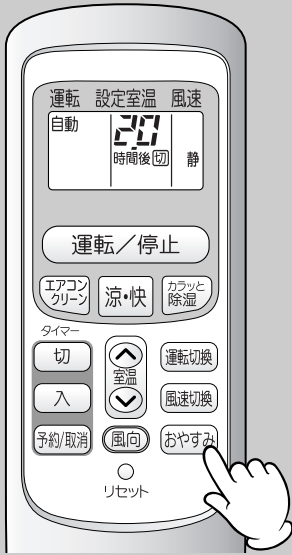 運転 設定室温 風速
自動 2.0
時間後切 静
運転／停止
エアコン
クリーン
涼・快
カラッと
除湿
タイマー
切
室温
運転切換
入
風速切換
予約/取消
風向
おやすみ
リセット